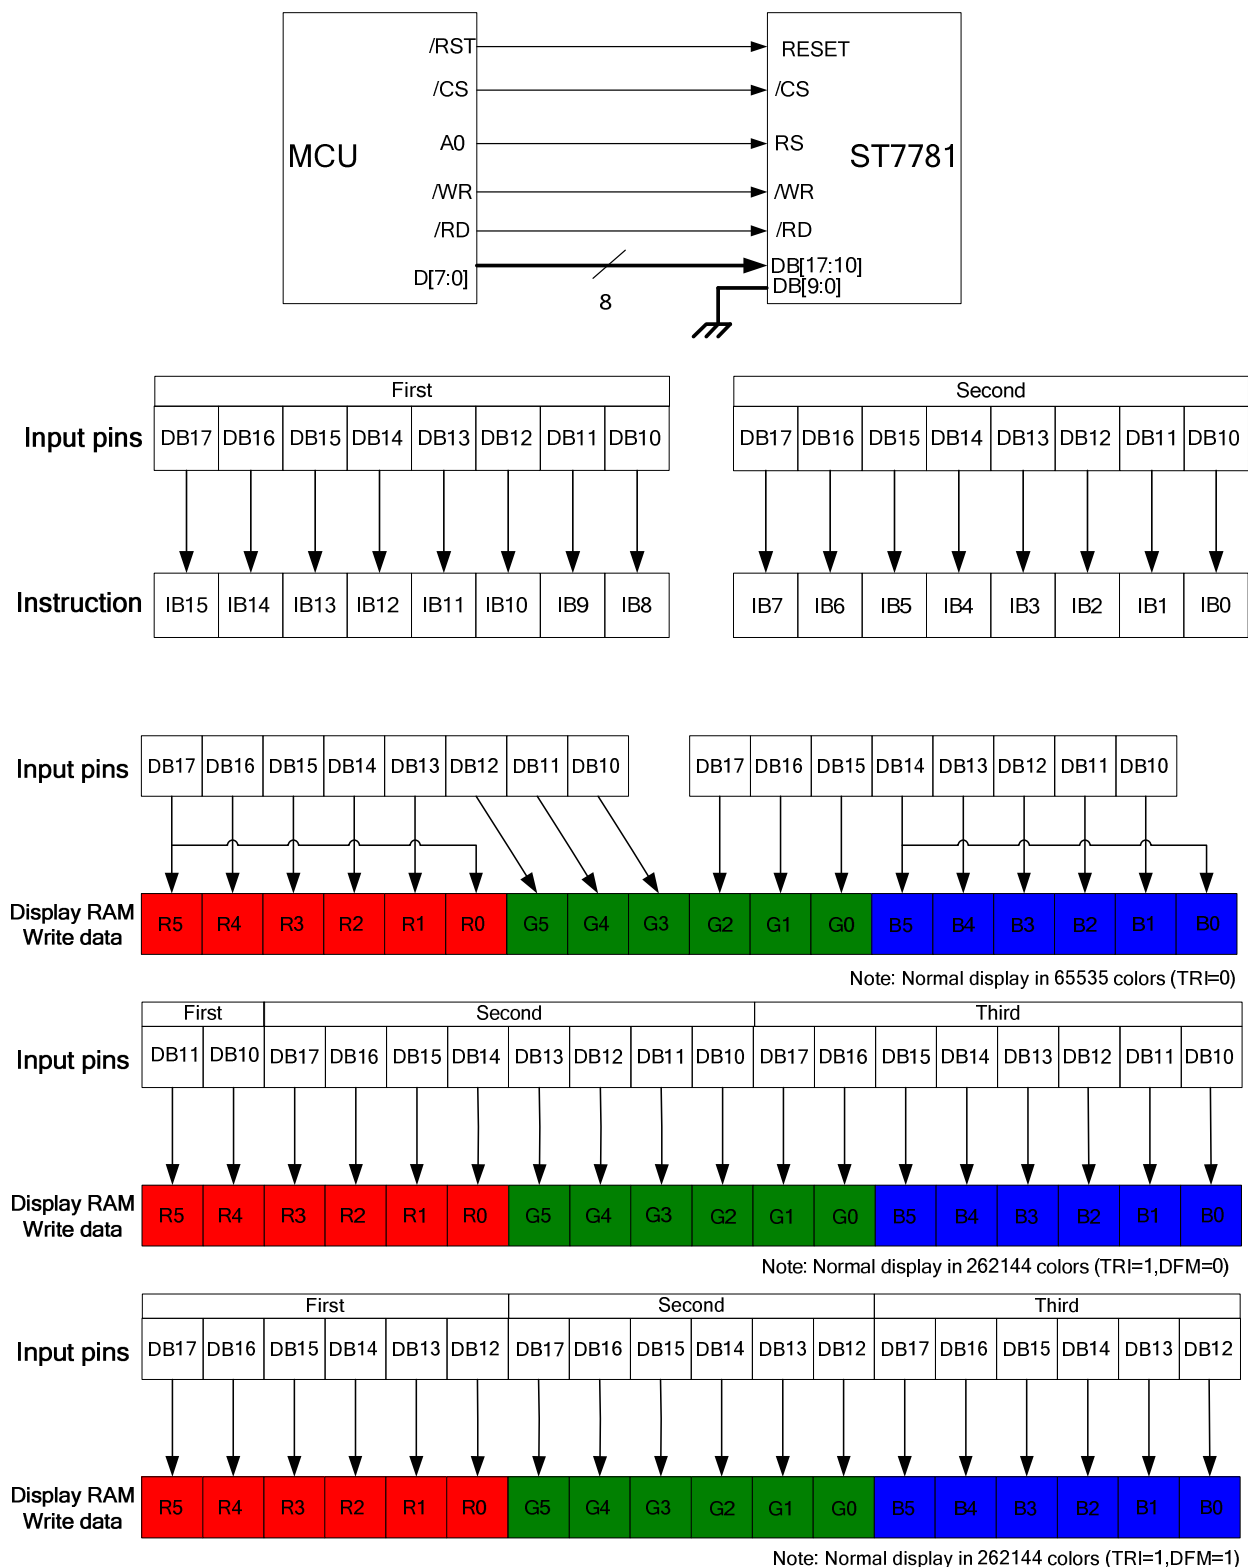 /RST RESET
/CS /CS
MCU A0 RS ST7781
/WR /WR
/RD /RD
D[7:0] DB[17:10]
8 DB[9:0]
First Second
Input pins DB17 DB16 DB15 DB14 DB13 DB12 DB11 DB10 DB17 DB16 DB15 DB14 DB13 DB12 DB11 DB10
Instruction IB15 IB14 IB13 IB12 IB11 IB10 IB9 IB8 IB7 IB6 IB5 IB4 IB3 IB2 IB1 IB0
Input pins DB17 DB16 DB15 DB14 DB13 DB12 DB11 DB10 DB17 DB16 DB15 DB14 DB13 DB12 DB11 DB10
Display RAM
Write data R5 R4 R3 R2 R1 R0 G5 G4 G3 G2 G1 G0 B5 B4 B3 B2 B1 B0
Note: Normal display in 65535 colors (TRI=0)
First Second Third
Input pins DB11 DB10 DB17 DB16 DB15 DB14 DB13 DB12 DB11 DB10 DB17 DB16 DB15 DB14 DB13 DB12 DB11 DB10
Display RAM
Write data R5 R4 R3 R2 R1 R0 G5 G4 G3 G2 G1 G0 B5 B4 B3 B2 B1 B0
Note: Normal display in 262144 colors (TRI=1,DFM=0)
First Second Third
Input pins DB17 DB16 DB15 DB14 DB13 DB12 DB17 DB16 DB15 DB14 DB13 DB12 DB17 DB16 DB15 DB14 DB13 DB12
Display RAM
Write data R5 R4 R3 R2 R1 R0 G5 G4 G3 G2 G1 G0 B5 B4 B3 B2 B1 B0
Note: Normal display in 262144 colors (TRI=1,DFM=1)